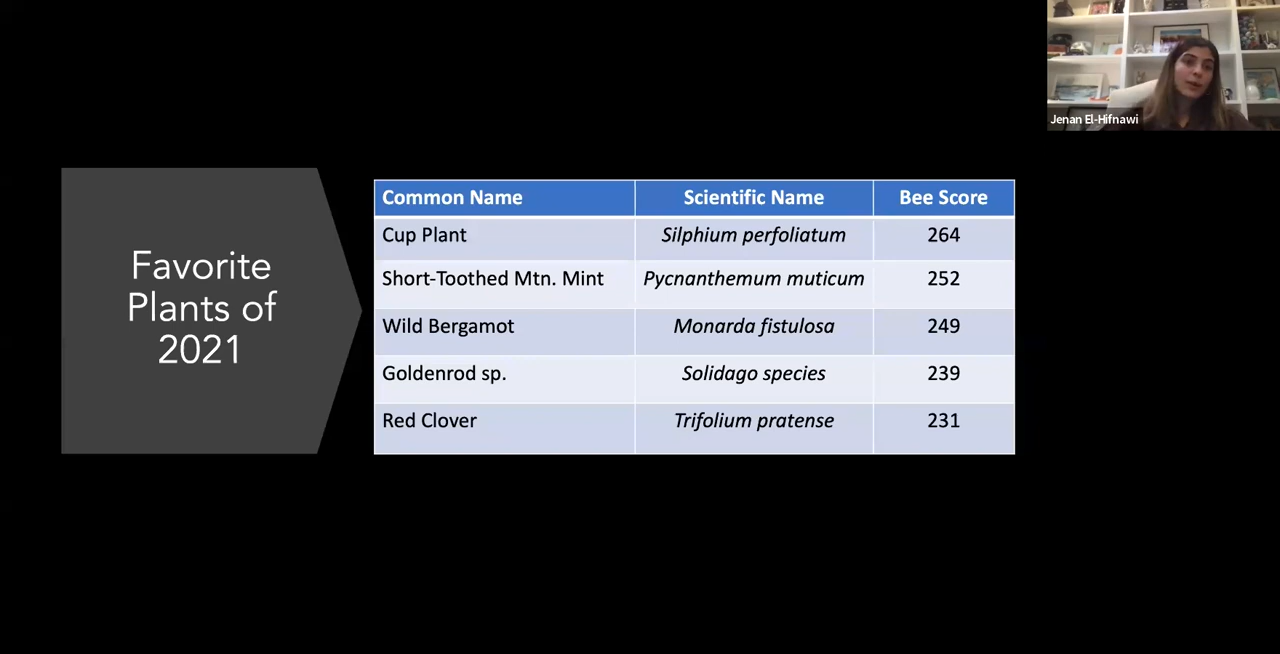 Jenan El-Hifnawi
Favorite
Plants of
2021
Common Name Scientific Name Bee Score
Cup Plant Silphium perfoliatum 264
Short-Toothed Mtn. Mint Pycnanthemum muticum 252
Wild Bergamot Monarda fistulosa 249
Goldenrod sp. Solidago species 239
Red Clover Trifolium pratense 231